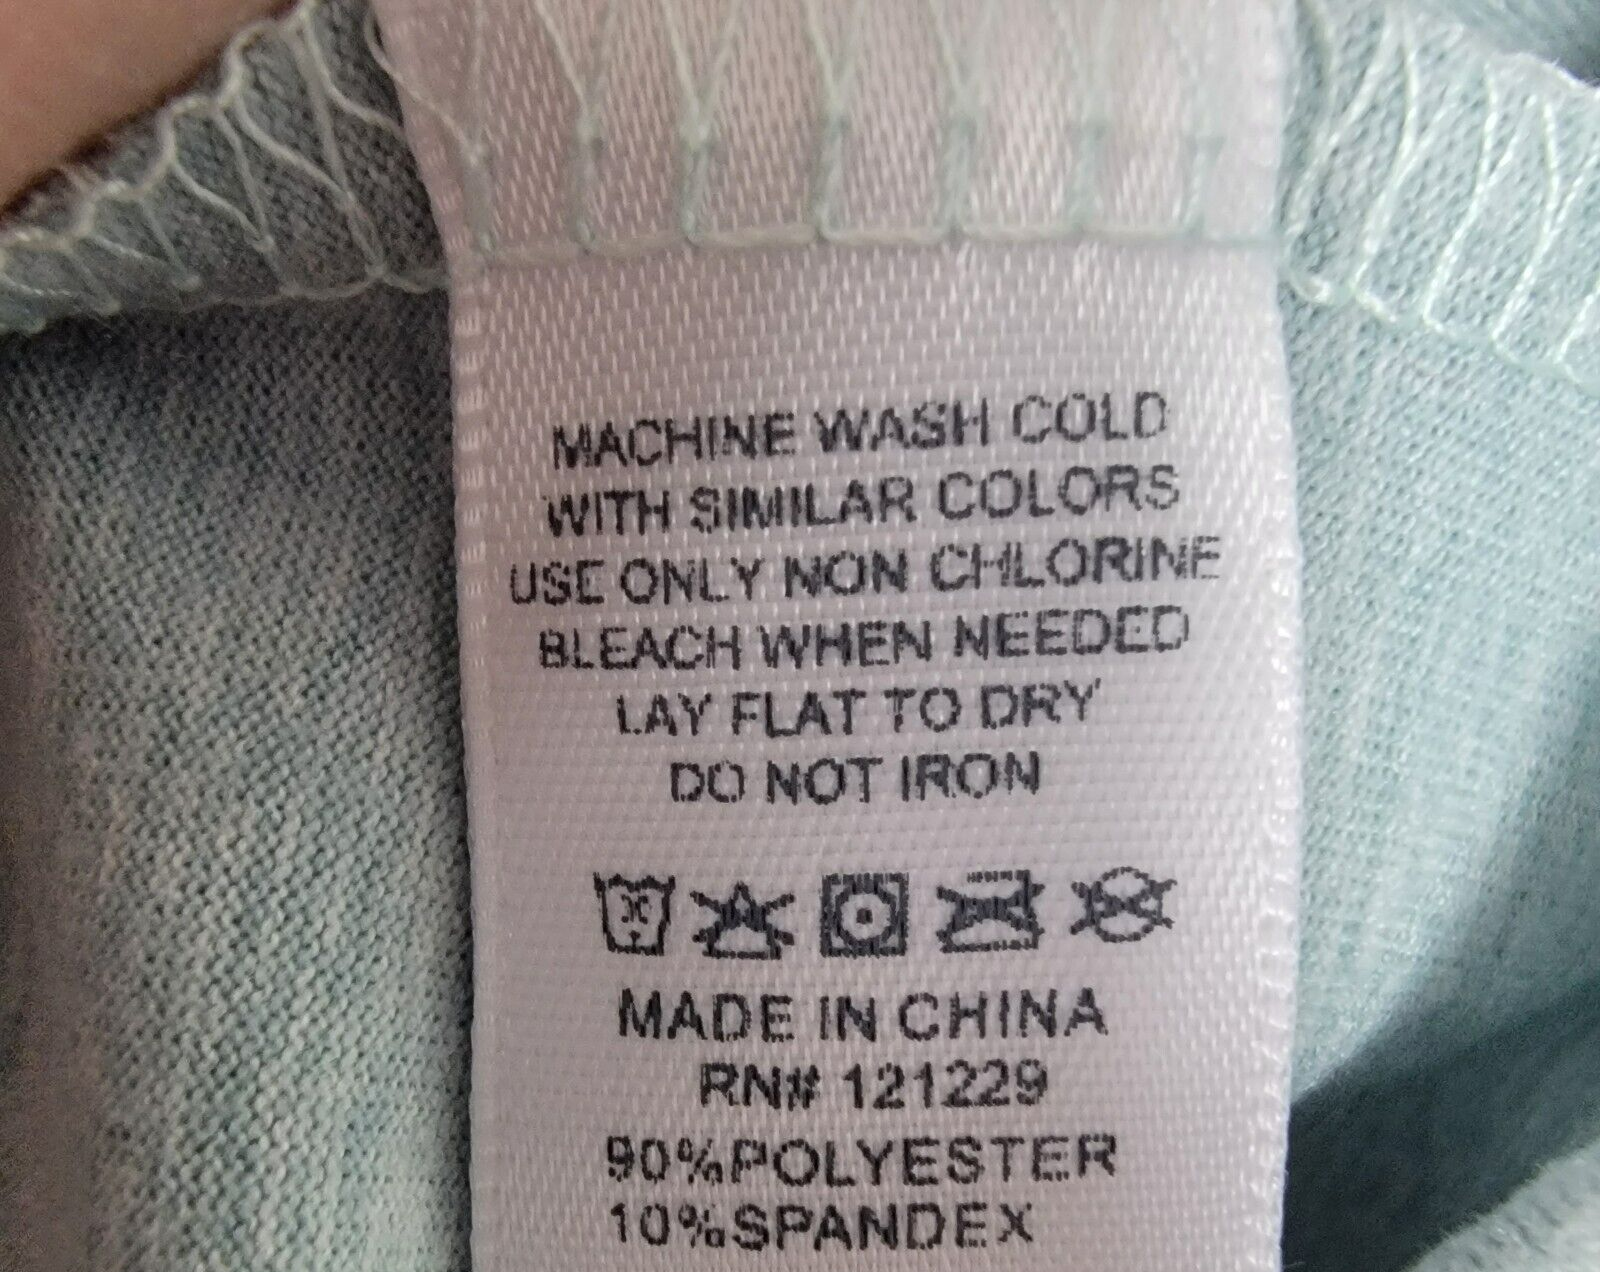 MACHINE WASH COLD
WITH SIMILAR COLORS
USE ONLY NON CHLORINE
BLEACH WHEN NEEDED
LAY FLAT TO DRY
DO NOT IRON
MADE IN CHINA
RN# 121229
90%POLYESTER
10%SPANDEX